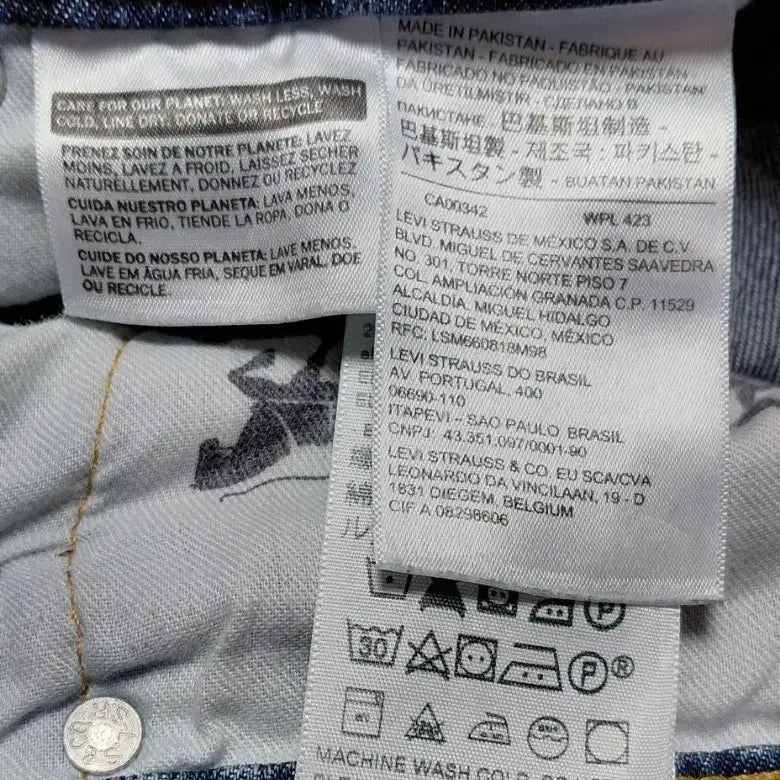 CARE FOR OUR PLANET: WASH LESS, WASH
COLD, LINE DRY, DONATE OR RECYCLE
PRENEZ SOIN DE NOTRE PLANETE: LAVEZ
MOINS, LAVEZ A FROID, LAISSEZ SECHER
NATURELLEMENT, DONNEZ OU RECYCLEZ
CUIDA NUESTRO PLANETA: LAVA MENOS,
LAVA EN FRIO, TIENDE LA ROPA, DONA O
RECICLA.
CUIDE DO NOSSO PLANETA: LAVE MENOS,
LAVE EM ÁGUA FRIA, SEQUE EM VARAL, DOE
OU RECICLE.
MADE IN PAKISTAN - FABRIQUE AU
PAKISTAN - FABRICADO EN PAKISTAN
FABRICADO NO PAQUISTÃO - PAKISTAN
DA ÜRETILMISTIR - СДЕЛАНО В
ПАКИСТАНЕ - 巴基斯坦制造 -
巴基斯坦製 - 제조국 : 파키스탄 -
パキスタン製 - BUATAN PAKISTAN
CA00342 WPL 423
LEVI STRAUSS DE MÉXICO S.A. DE C.V.
BLVD. MIGUEL DE CERVANTES SAAVEDRA
NO. 301, TORRE NORTE PISO 7
COL. AMPLIACIÓN GRANADA C.P. 11529
ALCALDÍA, MIGUEL HIDALGO
CIUDAD DE MÉXICO, MÉXICO
RFC: LSM660818M98
LEVI STRAUSS DO BRASIL
AV. PORTUGAL, 400
06690-110
ITAPEVI - SAO PAULO BRASIL
CNPJ: 43.351.097/0001-90
LEVI STRAUSS & CO. EU SCA/CVA
LEONARDO DA VINCILAAN, 19 - D
1831 DIEGEM, BELGIUM
CIF A 08298606
P
30 P®
MACHINE WASH COLD